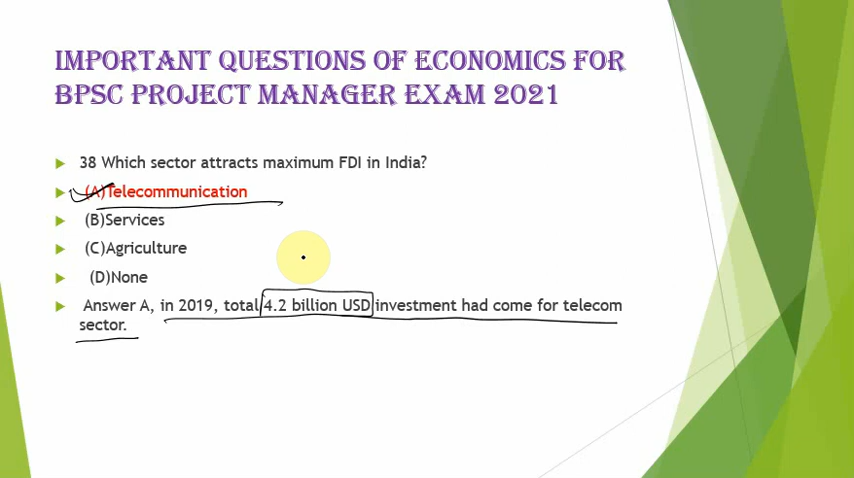 IMPORTANT QUESTIONS OF ECONOMICS FOR
BPSC PROJECT MANAGER EXAM 2021
38 Which sector attracts maximum FDI in India?
(A)Telecommunication
(B)Services
(C)Agriculture
(D)None
Answer A, in 2019, total 4.2 billion USD investment had come for telecom
sector.